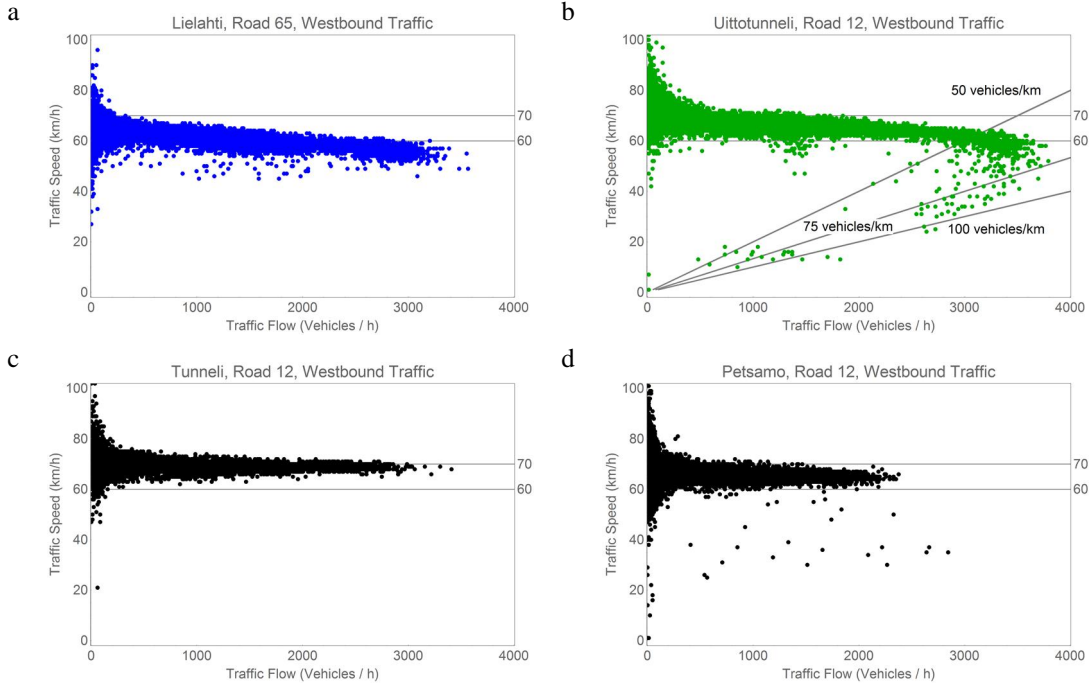 a
Lielahti, Road 65, Westbound Traffic
100
80
60
40
20
0
70
60
Traffic Speed (km/h)
0
1000
2000
3000
4000
Traffic Flow (Vehicles / h)
b
Uittotunneli, Road 12, Westbound Traffic
100
80
60
40
20
0
50 vehicles/km
70
60
75 vehicles/km
100 vehicles/km
Traffic Speed (km/h)
0
1000
2000
3000
4000
Traffic Flow (Vehicles / h)
c
Tunneli, Road 12, Westbound Traffic
100
80
60
40
20
0
70
60
Traffic Speed (km/h)
0
1000
2000
3000
4000
Traffic Flow (Vehicles / h)
d
Petsamo, Road 12, Westbound Traffic
100
80
60
40
20
0
70
60
Traffic Speed (km/h)
0
1000
2000
3000
4000
Traffic Flow (Vehicles / h)